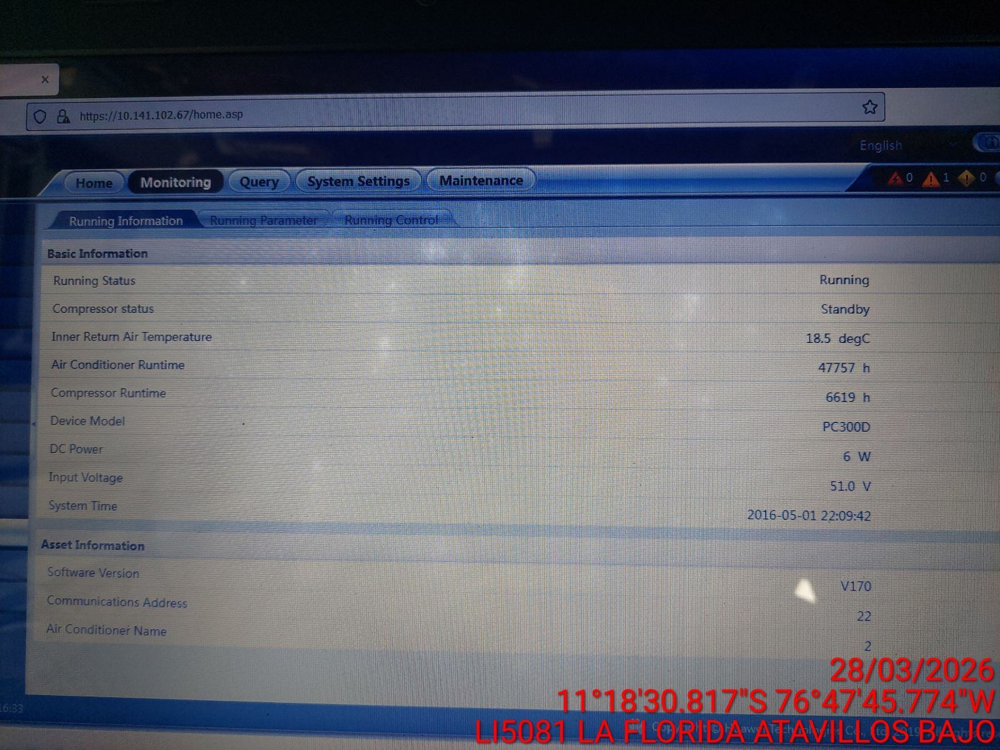 https://10.141.102.67/home.asp
English
Home Monitoring Query System Settings Maintenance
0 1 0
Running Information Running Parameter Running Control
Basic Information
Running Status Running
Compressor status Standby
Inner Return Air Temperature 18.5 degC
Air Conditioner Runtime 47757 h
Compressor Runtime 6619 h
Device Model PC300D
DC Power 6 W
Input Voltage 51.0 V
System Time 2016-05-01 22:09:42
Asset Information
Software Version V170
Communications Address 22
Air Conditioner Name 2
28/03/2026
11°18'30.817"S 76°47'45.774"W
LI5081 LA FLORIDA ATAVILLOS BAJO